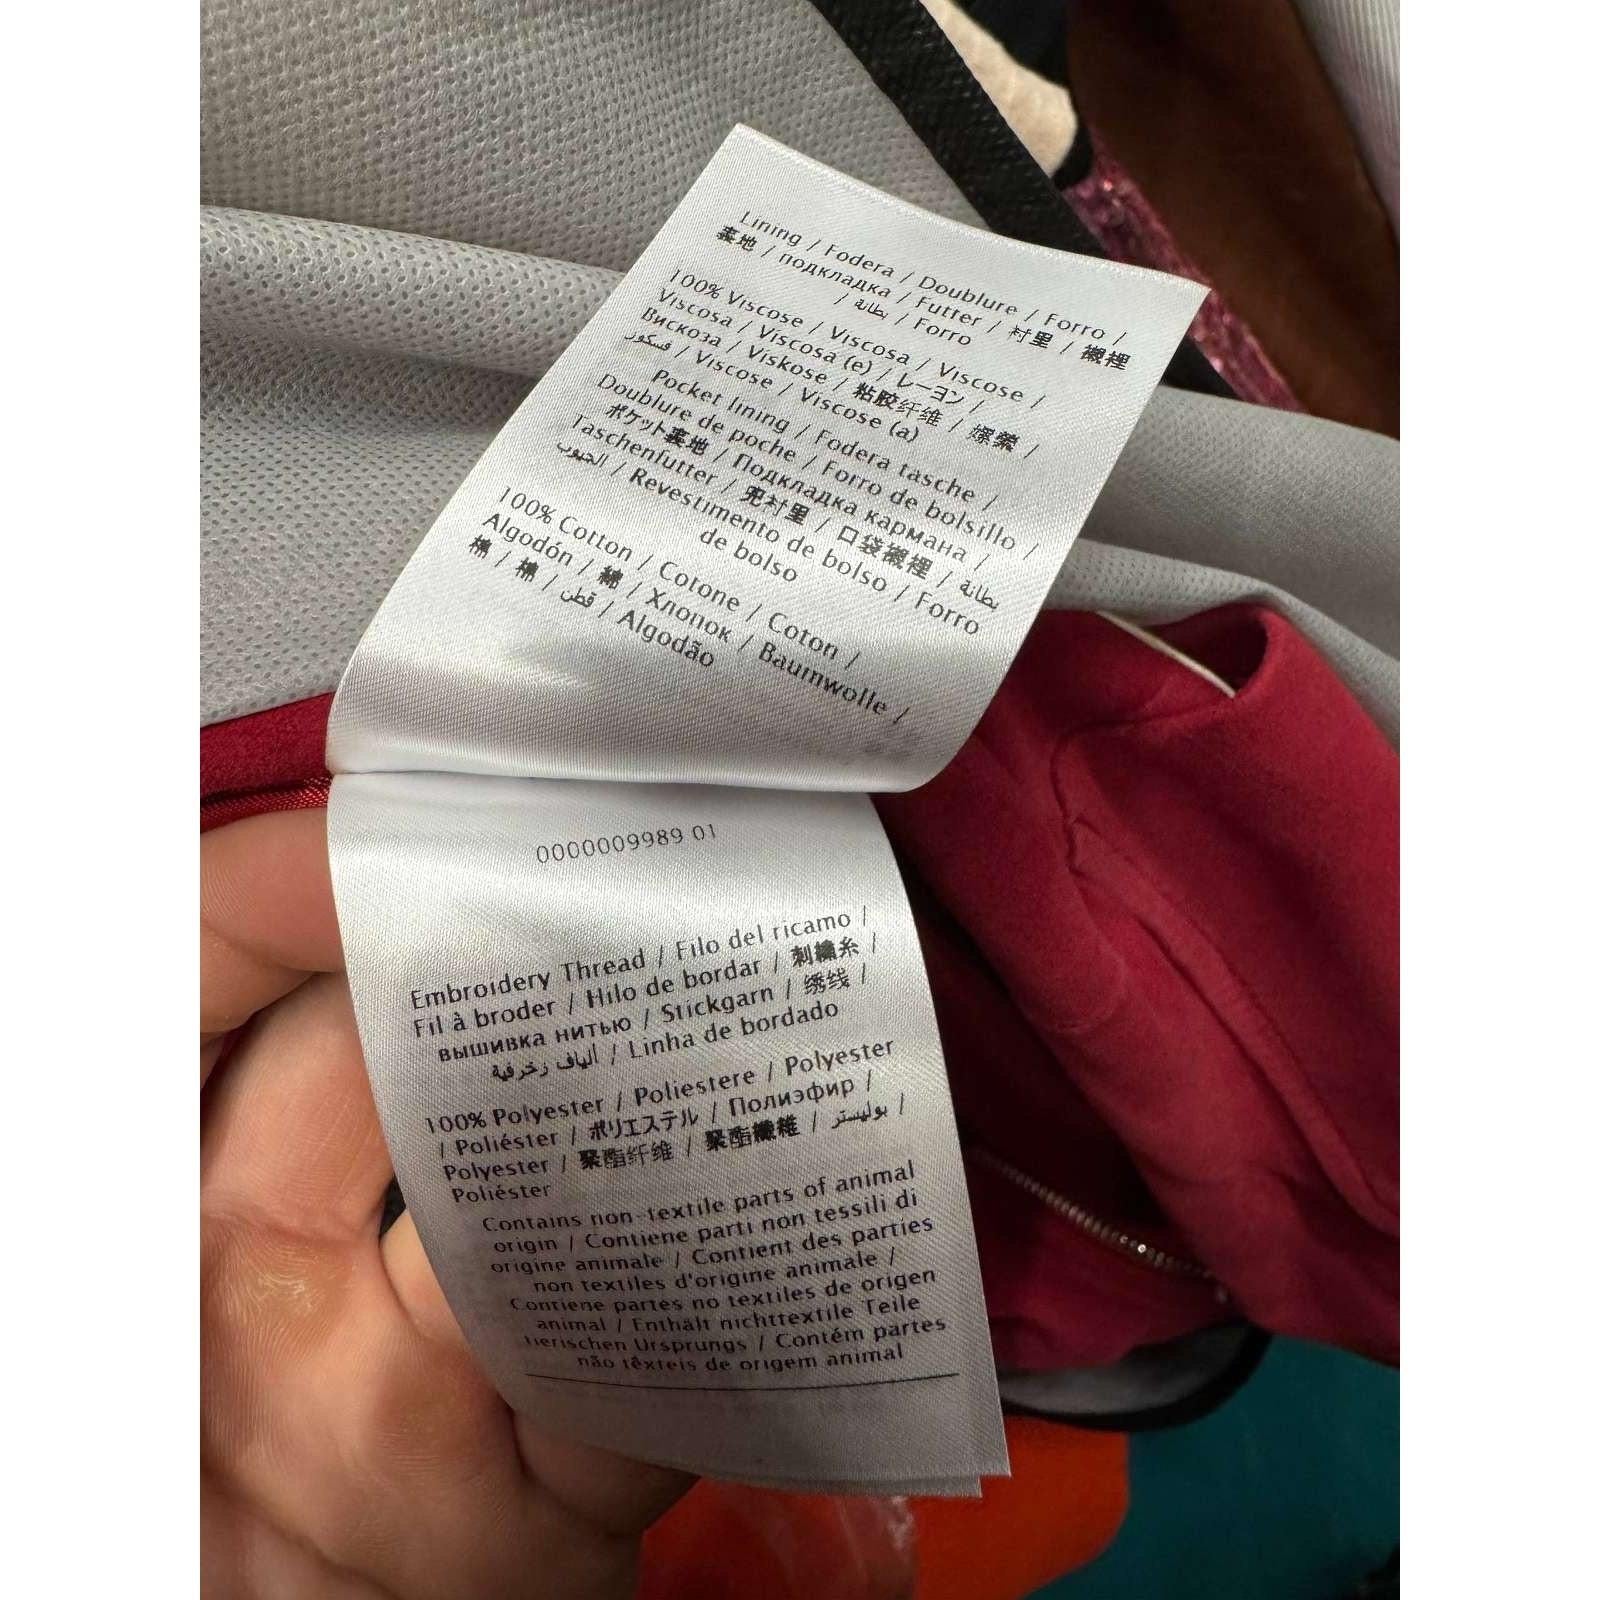 Lining / Fodera / Doublure / Forro /
裏地 / подкладка / Futter / 衬里 / 襯裡
/ بطانة / Forro
100% Viscose / Viscosa / Viscose /
Viscosa / Viscosa (e) / レーヨン /
Вискоза / Viskose / 粘胶纤维 / 嫘縈 /
فسكوز / Viscose / Viscose (a)
Pocket lining / Fodera tasche /
Doublure de poche / Forro de bolsillo /
ポケット裏地 / Подкладка кармана /
Taschenfutter / 兜衬里 / 口袋襯裡 / بطانة
الجيوب / Revestimento de bolso / Forro
de bolso
100% Cotton / Cotone / Coton /
Algodón / 綿 / Хлопок / Baumwolle /
棉 / 棉 / قطن / Algodão
0000009989 01
Embroidery Thread / Filo del ricamo /
Fil à broder / Hilo de bordar / 刺繍糸 /
вышивка нитью / Stickgarn / 绣线 /
ألياف زخرفية / Linha de bordado
100% Polyester / Poliestere / Polyester
/ Poliéster / ポリエステル / Полиэфир /
Polyester / 聚酯纤维 / 聚酯纖維 / بوليستر /
Poliéster
Contains non-textile parts of animal
origin / Contiene parti non tessili di
origine animale / Contient des parties
non textiles d'origine animale /
Contiene partes no textiles de origen
animal / Enthält nichttextile Teile
tierischen Ursprungs / Contém partes
não têxteis de origem animal